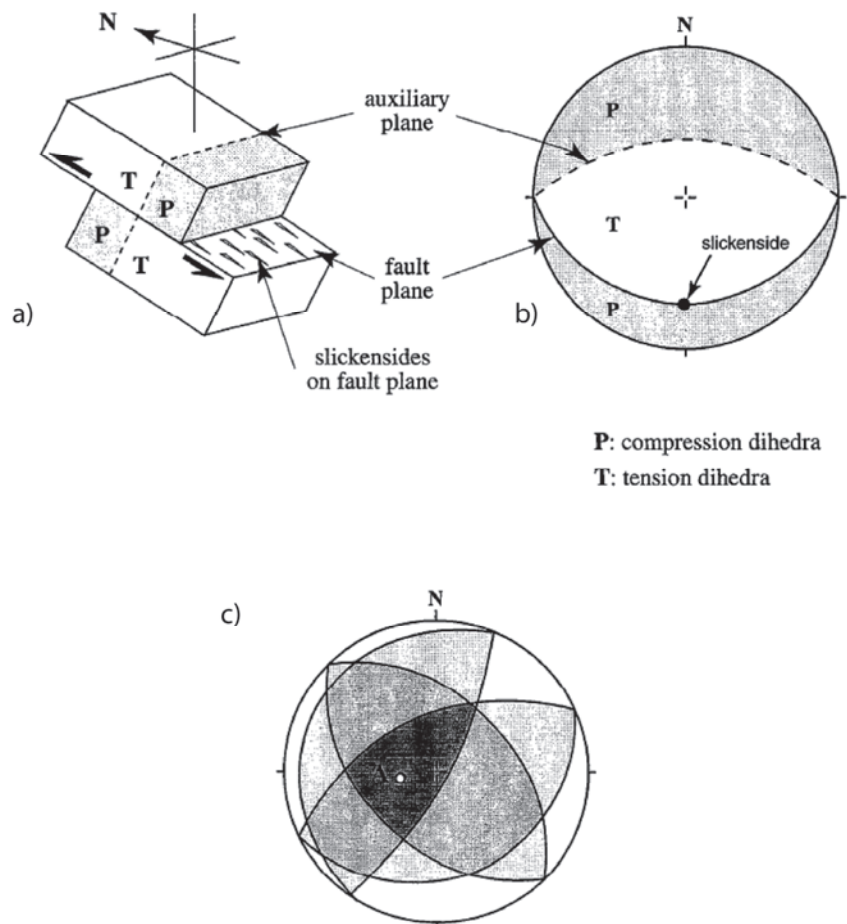 N
auxiliary
plane
T
P
P
T
a)
fault
plane
slickensides
on fault plane
N
P
T
slickenside
b)
P
P: compression dihedra
T: tension dihedra
c)
N
A